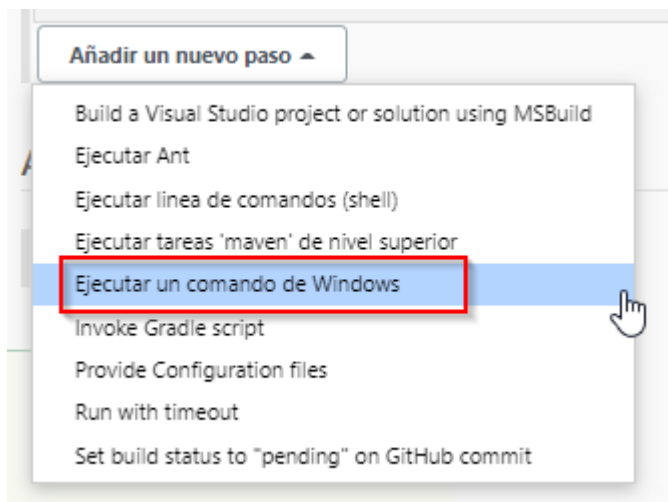 Añadir un nuevo paso
Build a Visual Studio project or solution using MSBuild
Ejecutar Ant
Ejecutar linea de comandos (shell)
Ejecutar tareas 'maven' de nivel superior
Ejecutar un comando de Windows
Invoke Gradle script
Provide Configuration files
Run with timeout
Set build status to "pending" on GitHub commit